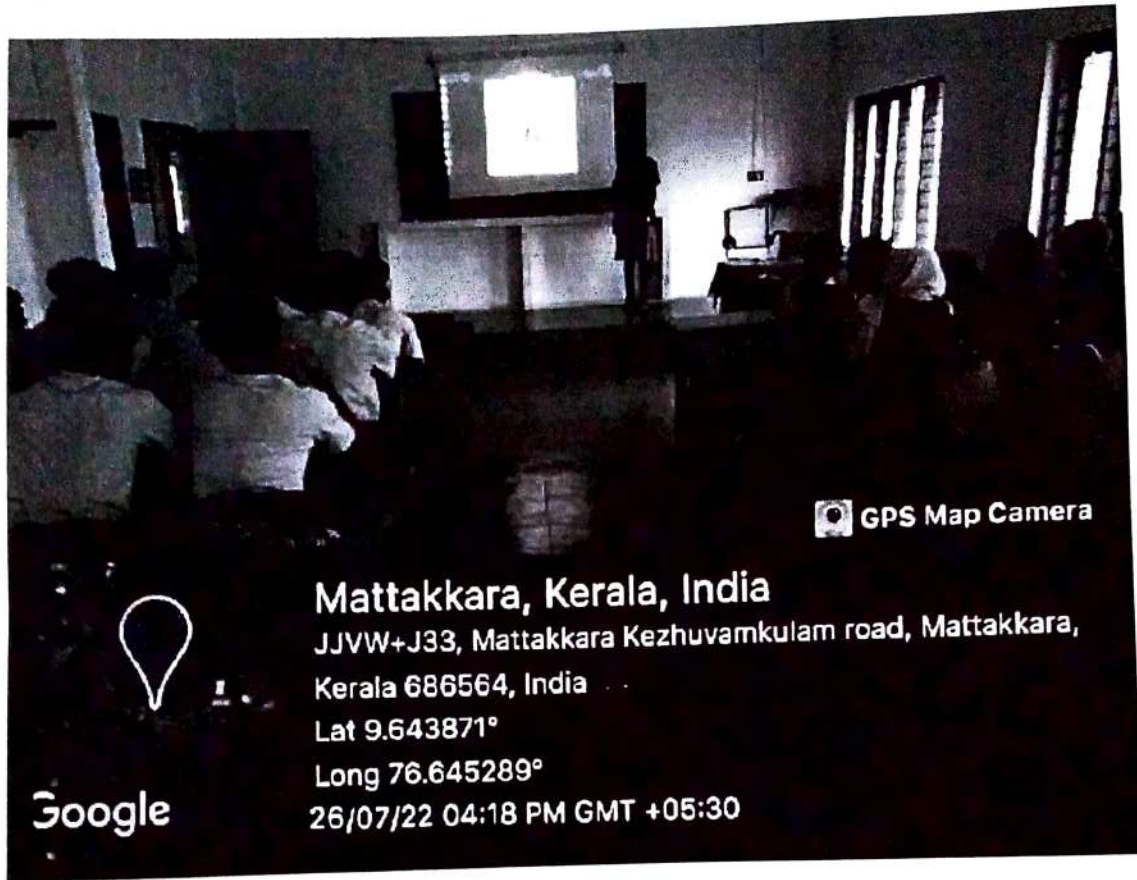 GPS Map Camera
Mattakkara, Kerala, India
JJVW+J33, Mattakkara Kezhuvamkulam road, Mattakkara,
Kerala 686564, India
Lat 9.643871°
Long 76.645289°
26/07/22 04:18 PM GMT +05:30
Google